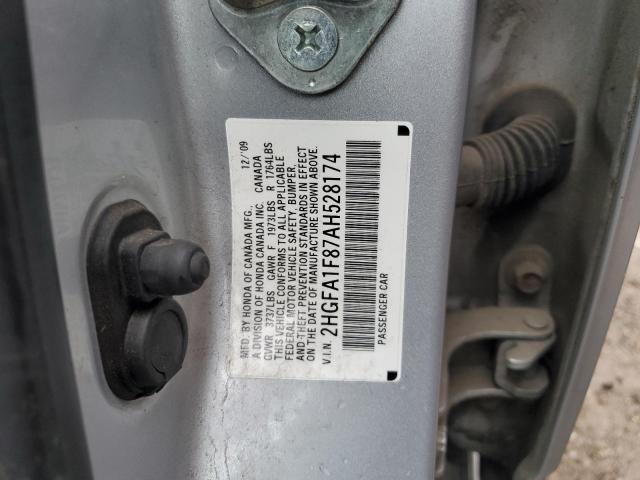 MFD. BY HONDA OF CANADA MFG., 12/'09
A DIVISION OF HONDA CANADA INC. CANADA
GVWR 3737LBS GAWR F 1973LBS R 1764LBS
THIS VEHICLE CONFORMS TO ALL APPLICABLE
FEDERAL MOTOR VEHICLE SAFETY, BUMPER,
AND THEFT PREVENTION STANDARDS IN EFFECT
ON THE DATE OF MANUFACTURE SHOWN ABOVE.
V.I.N. 2HGFA1F87AH528174
PASSENGER CAR